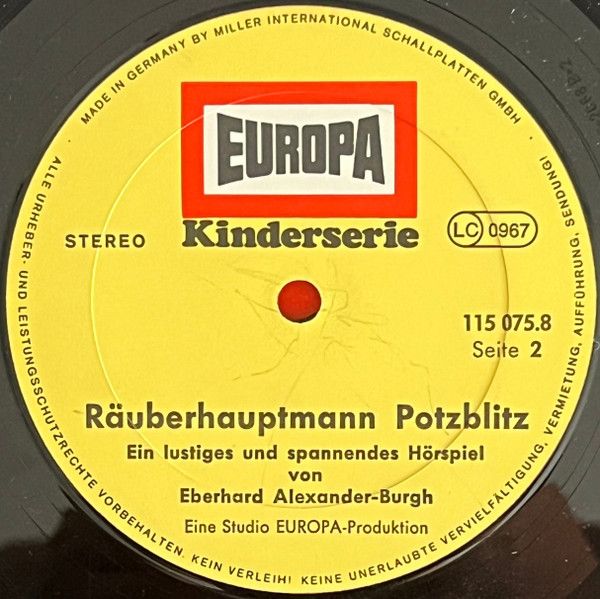 MADE IN GERMANY BY MILLER INTERNATIONAL SCHALLPLATTEN GMBH
EUROPA
Kinderserie
STEREO
LC 0967
115 075.8
Seite 2
Räuberhauptmann Potzblitz
Ein lustiges und spannendes Hörspiel
von
Eberhard Alexander-Burgh
Eine Studio EUROPA-Produktion
ALLE URHEBER- UND LEISTUNGSSCHUTZRECHTE VORBEHALTEN. KEIN VERLEIH! KEINE UNERLAUBTE VERVIELFÄLTIGUNG, VERMIETUNG, AUFFÜHRUNG, SENDUNG!